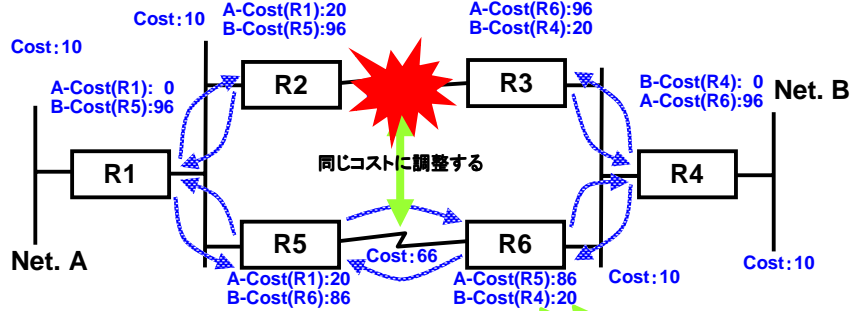 Cost:10
Cost:10
A-Cost(R1):20
B-Cost(R5):96
A-Cost(R6):96
B-Cost(R4):20
A-Cost(R1): 0
B-Cost(R5):96
B-Cost(R4): 0
A-Cost(R6):96
Net. B
R2
R3
同じコストに調整する
R1
R4
R5
R6
Net. A
Cost:66
Cost:10
Cost:10
A-Cost(R1):20
B-Cost(R6):86
A-Cost(R5):86
B-Cost(R4):20